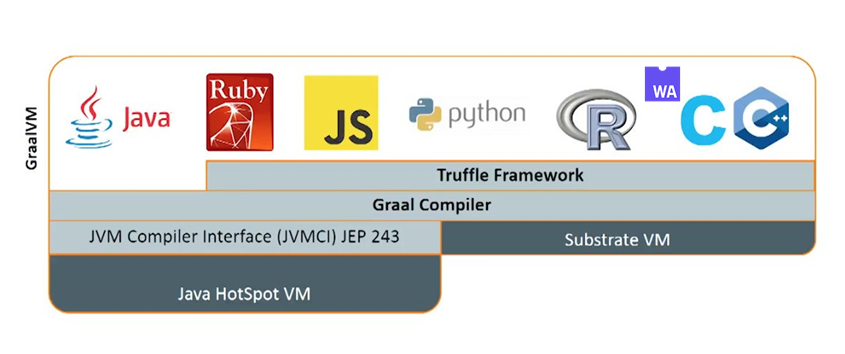 GraalVM
Java
Ruby
JS
python
R
WA
C
C++
Truffle Framework
Graal Compiler
JVM Compiler Interface (JVMCI) JEP 243
Substrate VM
Java HotSpot VM